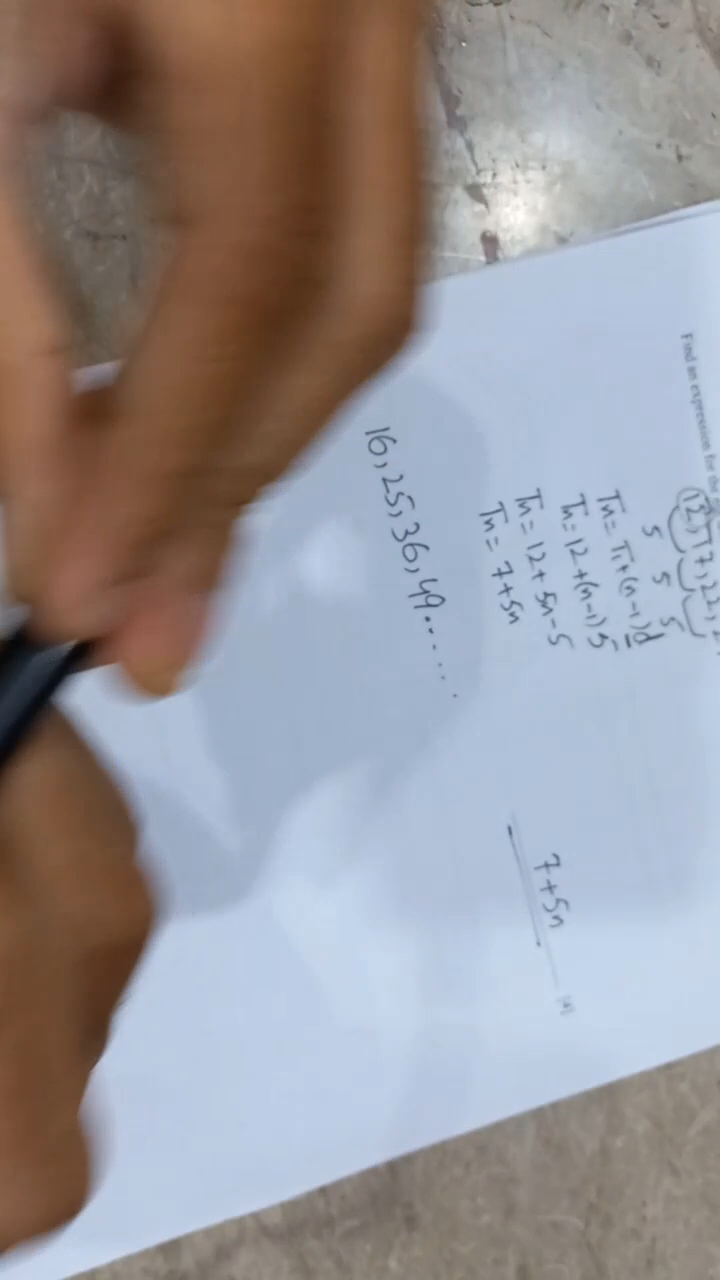 Find an expression for the
12, 17, 22,
5 5 5
Tn = T1 + (n-1)d
Tn = 12 + (n-1)5
Tn = 12 + 5n - 5
Tn = 7 + 5n
7+5n
[4]
16, 25, 36, 49......